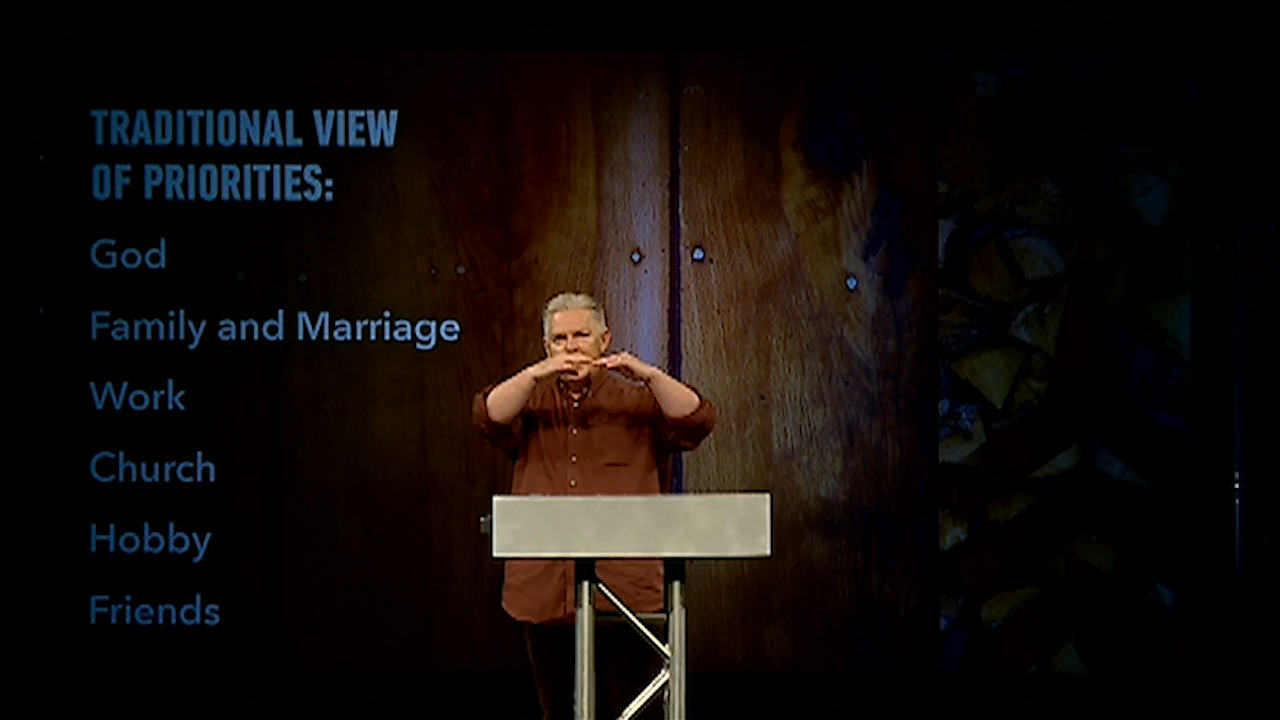 TRADITIONAL VIEW
OF PRIORITIES:
God
Family and Marriage
Work
Church
Hobby
Friends